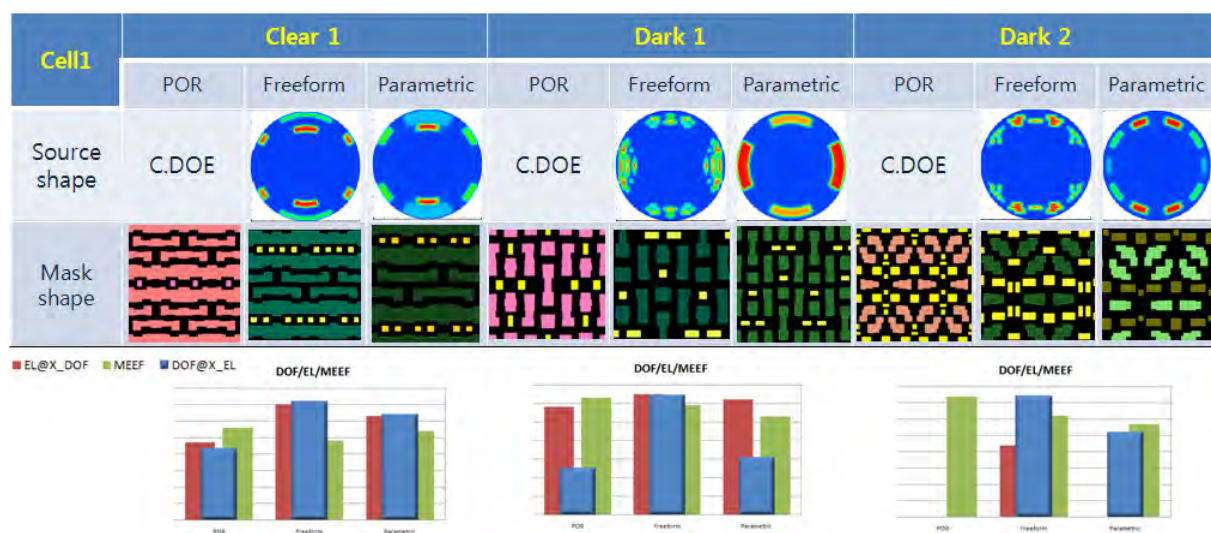 Cell1 Clear 1 Dark 1 Dark 2
POR Freeform Parametric POR Freeform Parametric POR Freeform Parametric
Source shape C.DOE C.DOE C.DOE
Mask shape
EL@X_DOF MEEF DOF@X_EL
DOF/EL/MEEF DOF/EL/MEEF DOF/EL/MEEF
POR Freeform Parametric POR Freeform Parametric POR Freeform Parametric